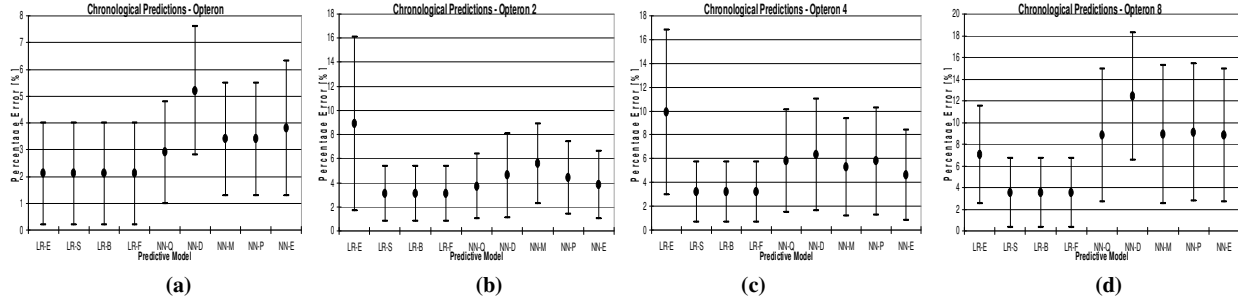 Chronological Predictions - Opteron
Percentage Error [%]
8
7
6
5
4
3
2
1
0
LR-E LR-S LR-B LR-F NN-Q NN-D NN-M NN-P NN-E
Predictive Model
(a)
Chronological Predictions - Opteron 2
Percentage Error [%]
18
16
14
12
10
8
6
4
2
0
LR-E LR-S LR-B LR-F NN-Q NN-D NN-M NN-P NN-E
Predictive Model
(b)
Chronological Predictions - Opteron 4
Percentage Error [%]
18
16
14
12
10
8
6
4
2
0
LR-E LR-S LR-B LR-F NN-Q NN-D NN-M NN-P NN-E
Predictive Model
(c)
Chronological Predictions - Opteron 8
Percentage Error [%]
20
18
16
14
12
10
8
6
4
2
0
LR-E LR-S LR-B LR-F NN-Q NN-D NN-M NN-P NN-E
Predictive Model
(d)